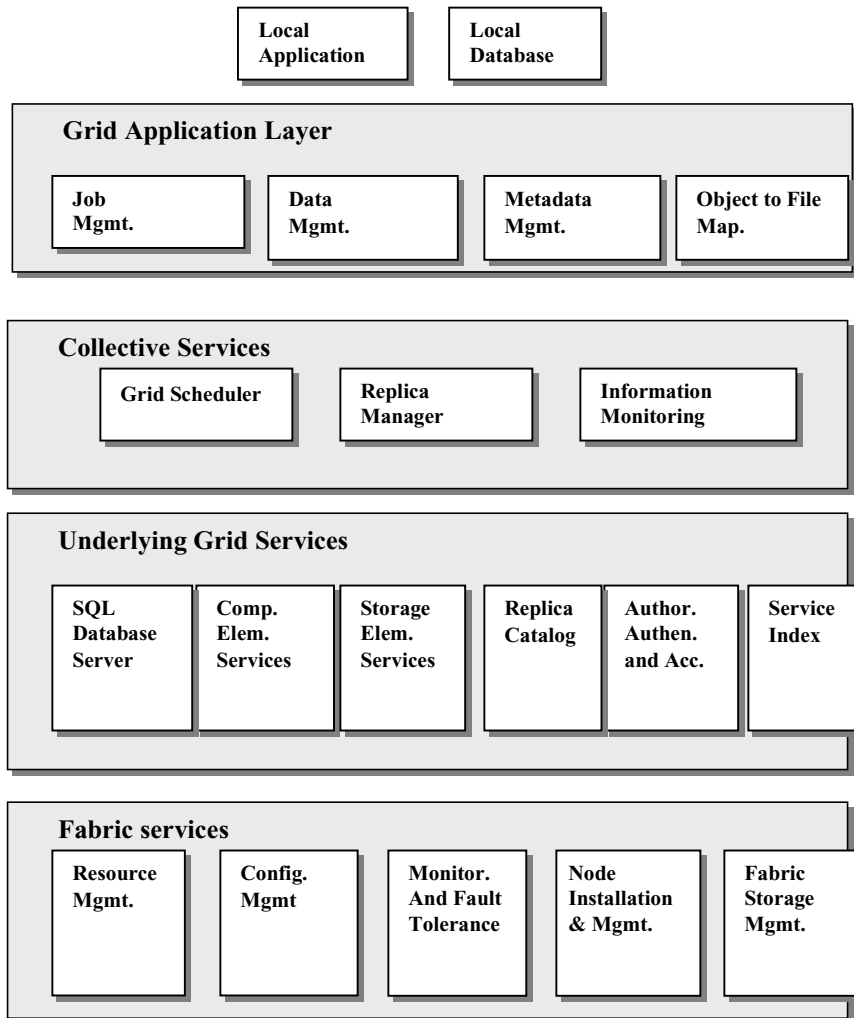 Local
Application
Local
Database
Grid Application Layer
Job
Mgmt.
Data
Mgmt.
Metadata
Mgmt.
Object to File
Map.
Collective Services
Grid Scheduler
Replica
Manager
Information
Monitoring
Underlying Grid Services
SQL
Database
Server
Comp.
Elem.
Services
Storage
Elem.
Services
Replica
Catalog
Author.
Authen.
and Acc.
Service
Index
Fabric services
Resource
Mgmt.
Config.
Mgmt
Monitor.
And Fault
Tolerance
Node
Installation
& Mgmt.
Fabric
Storage
Mgmt.